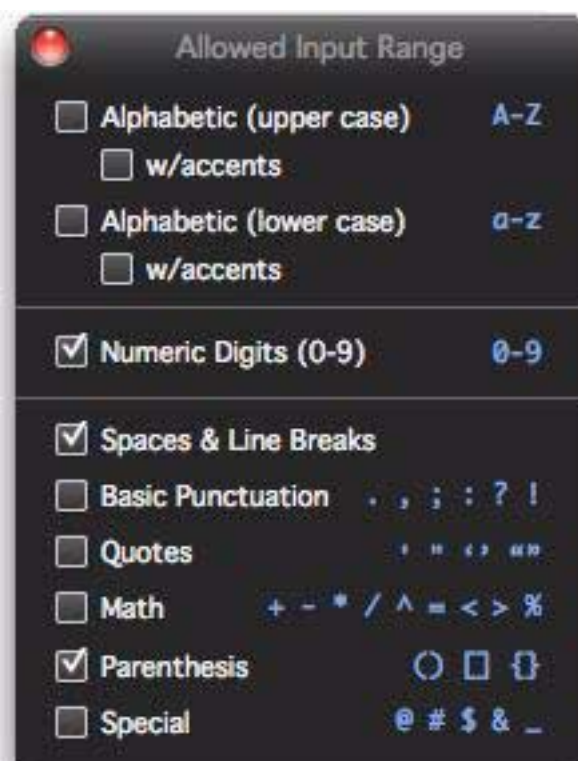 Allowed Input Range
Alphabetic (upper case) A-Z
w/accents
Alphabetic (lower case) a-z
w/accents
Numeric Digits (0-9) 0-9
Spaces & Line Breaks
Basic Punctuation . , ; : ? !
Quotes ' " ‘ ’ “ ”
Math + - * / ^ = < > %
Parenthesis () [] {}
Special @ # $ & _